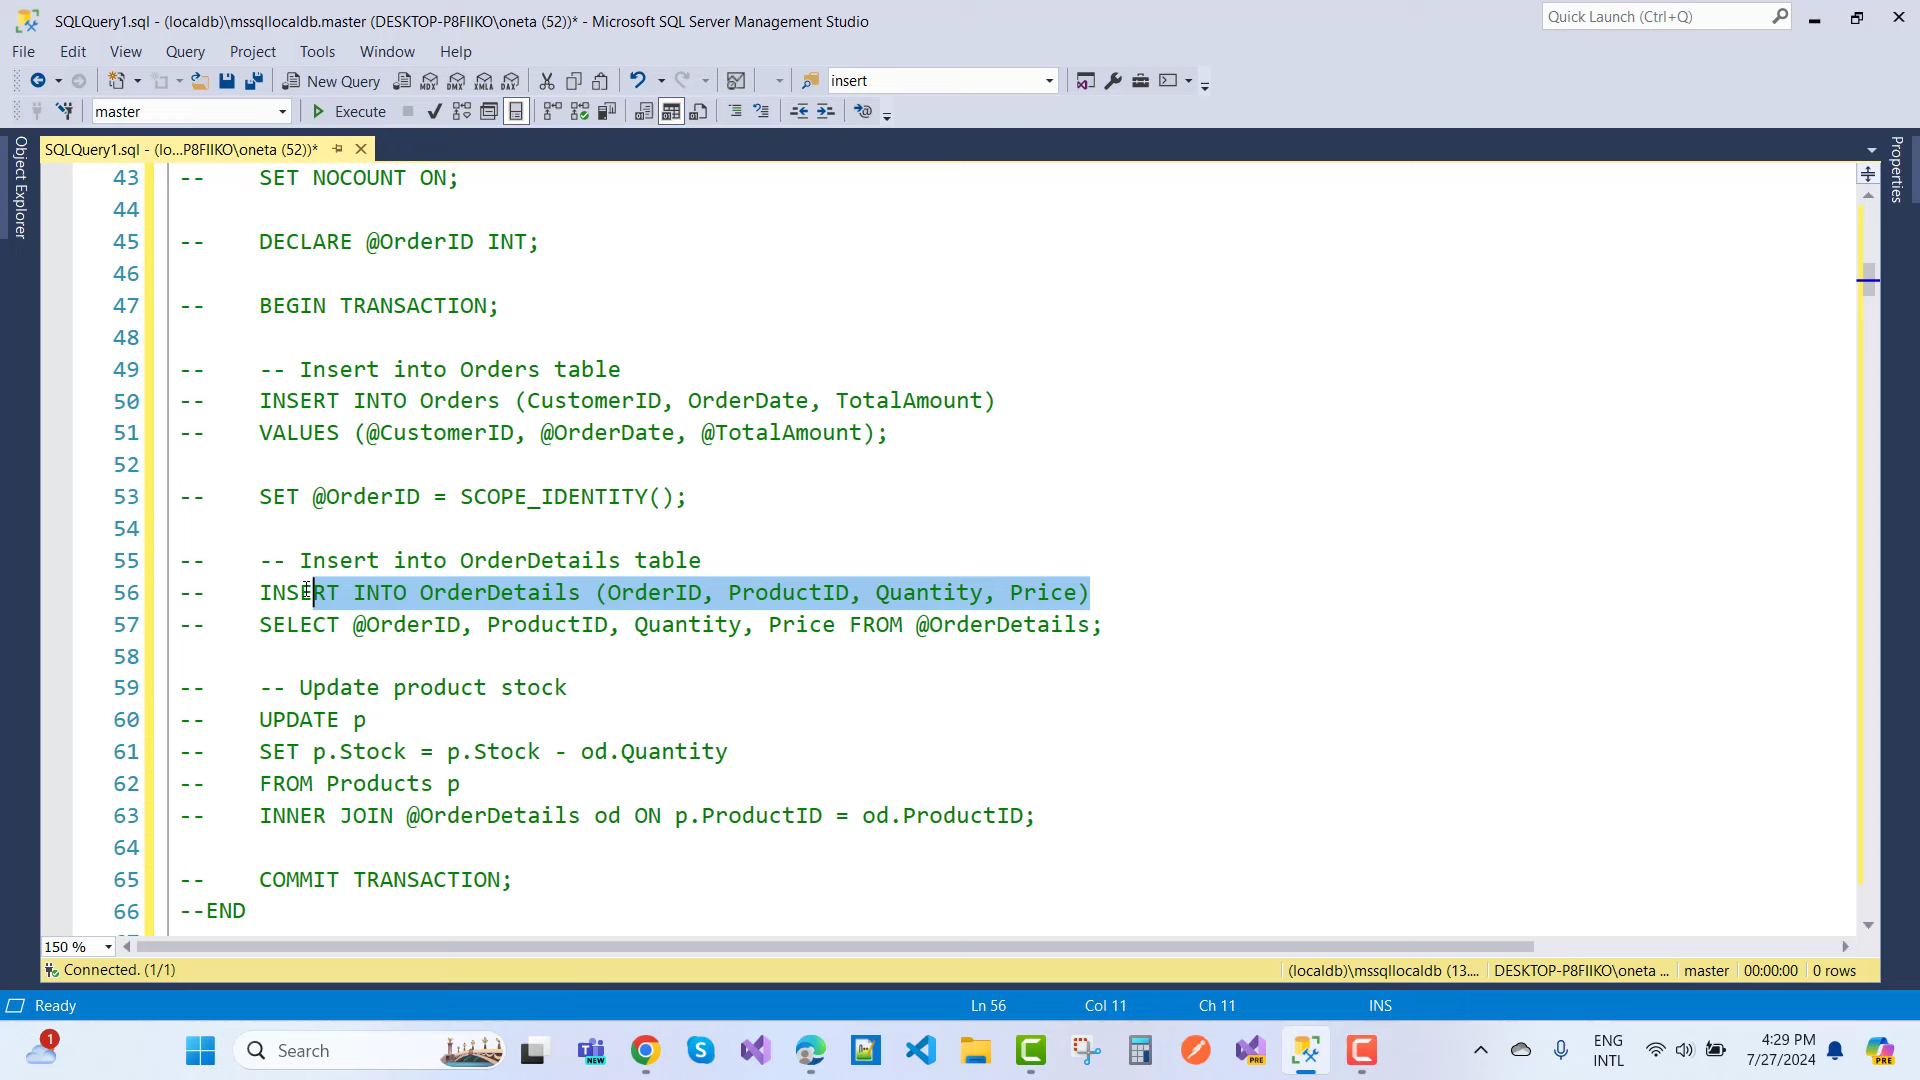 SQLQuery1.sql - (localdb)\mssqllocaldb.master (DESKTOP-P8FIIKO\oneta (52))* - Microsoft SQL Server Management Studio
Quick Launch (Ctrl+Q)
File Edit View Query Project Tools Window Help
New Query MDX DMX XMLA DAX insert
master Execute
SQLQuery1.sql - (lo...P8FIIKO\oneta (52))*
Object Explorer
Properties
43 -- SET NOCOUNT ON;
44
45 -- DECLARE @OrderID INT;
46
47 -- BEGIN TRANSACTION;
48
49 -- -- Insert into Orders table
50 -- INSERT INTO Orders (CustomerID, OrderDate, TotalAmount)
51 -- VALUES (@CustomerID, @OrderDate, @TotalAmount);
52
53 -- SET @OrderID = SCOPE_IDENTITY();
54
55 -- -- Insert into OrderDetails table
56 -- INSERT INTO OrderDetails (OrderID, ProductID, Quantity, Price)
57 -- SELECT @OrderID, ProductID, Quantity, Price FROM @OrderDetails;
58
59 -- -- Update product stock
60 -- UPDATE p
61 -- SET p.Stock = p.Stock - od.Quantity
62 -- FROM Products p
63 -- INNER JOIN @OrderDetails od ON p.ProductID = od.ProductID;
64
65 -- COMMIT TRANSACTION;
66 --END
150 %
Connected. (1/1) (localdb)\mssqllocaldb (13.... DESKTOP-P8FIIKO\oneta ... master 00:00:00 0 rows
Ready Ln 56 Col 11 Ch 11 INS
1 Search NEW PRE ENG INTL 4:29 PM 7/27/2024 PRE